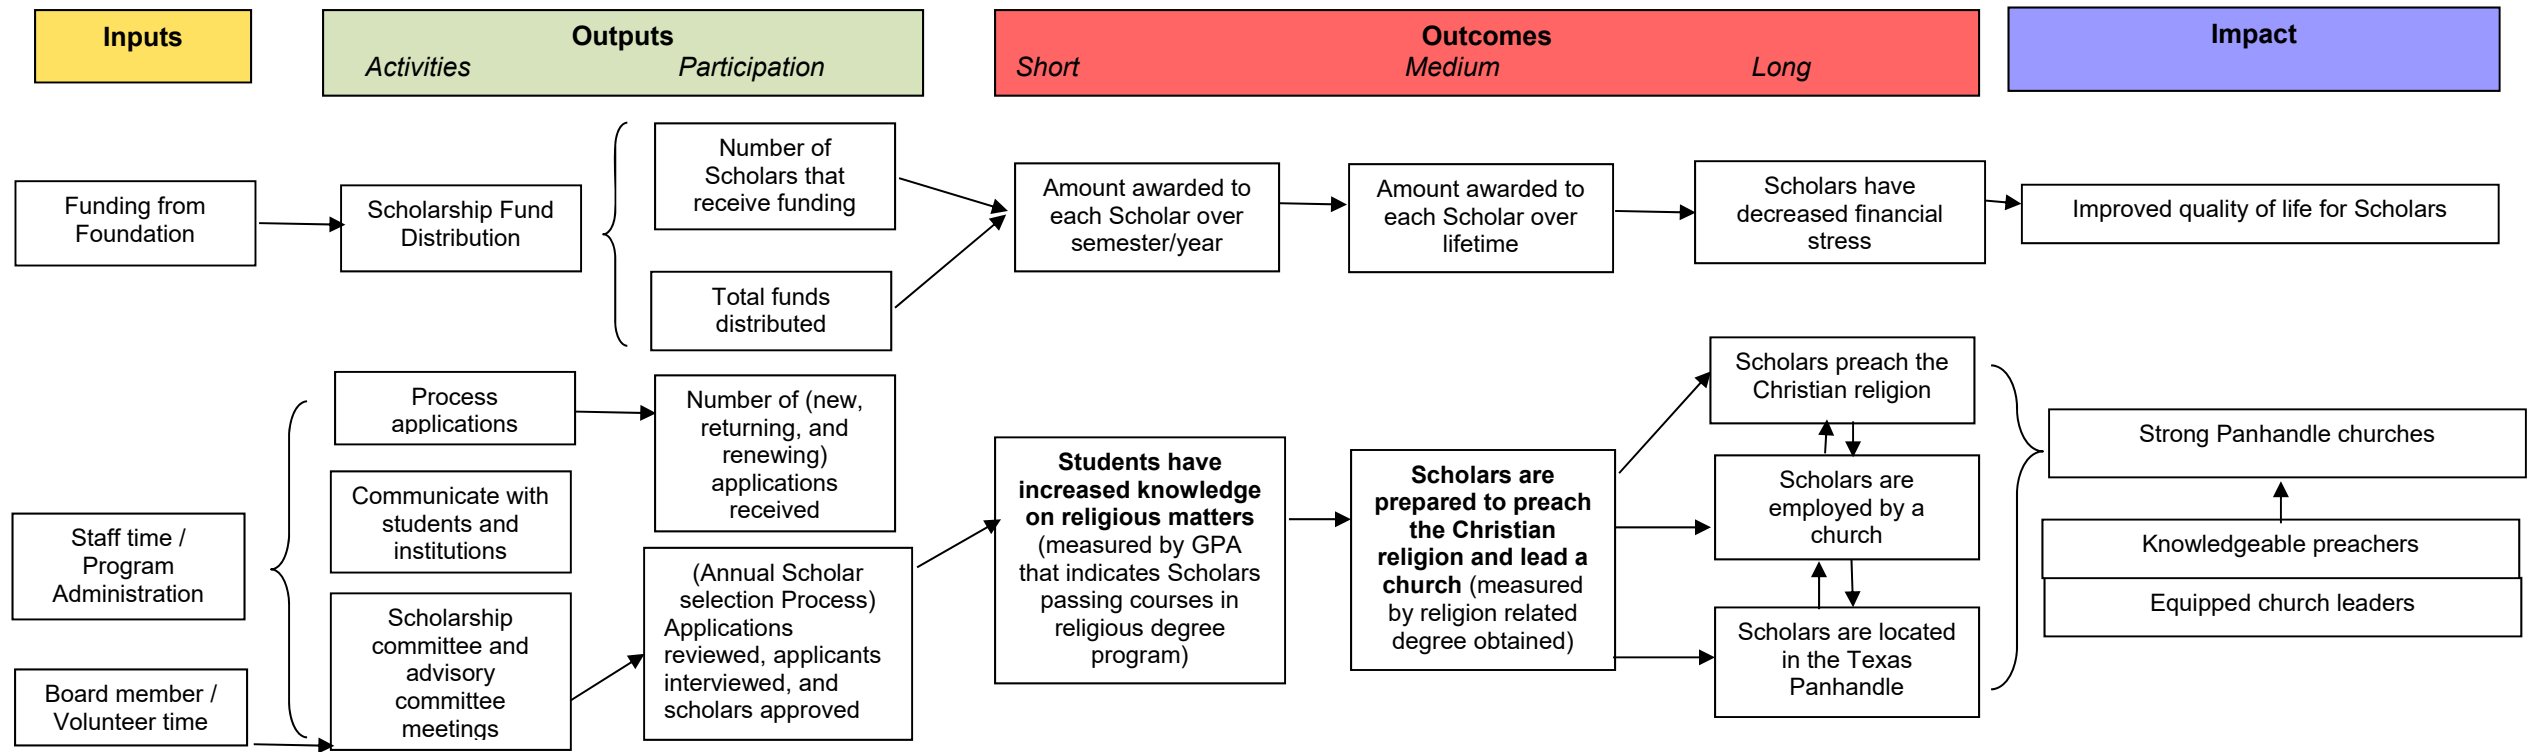 Inputs
Outputs
Activities
Participation
Outcomes
Short
Medium
Long
Impact
Funding from
Foundation
Scholarship Fund
Distribution
Number of
Scholars that
receive funding
Total funds
distributed
Amount awarded to
each Scholar over
semester/year
Amount awarded to
each Scholar over
lifetime
Scholars have
decreased financial
stress
Improved quality of life for Scholars
Staff time /
Program
Administration
Board member /
Volunteer time
Process
applications
Communicate with
students and
institutions
Scholarship
committee and
advisory
committee
meetings
Number of (new,
returning, and
renewing)
applications
received
(Annual Scholar
selection Process)
Applications
reviewed, applicants
interviewed, and
scholars approved
Students have
increased knowledge
on religious matters
(measured by GPA
that indicates Scholars
passing courses in
religious degree
program)
Scholars are
prepared to preach
the Christian
religion and lead a
church (measured
by religion related
degree obtained)
Scholars preach the
Christian religion
Scholars are
employed by a
church
Scholars are located
in the Texas
Panhandle
Strong Panhandle churches
Knowledgeable preachers
Equipped church leaders